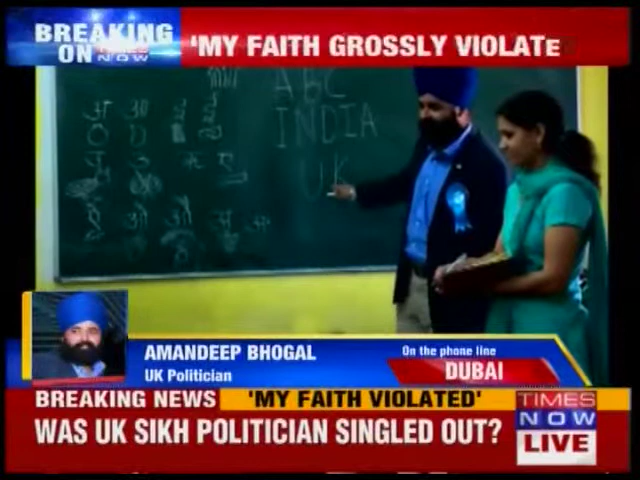 BREAKING
ON TIMES NOW
'MY FAITH GROSSLY VIOLATE
ABC
INDIA
UK
AMANDEEP BHOGAL
UK Politician
On the phone line
DUBAI
BREAKING NEWS
'MY FAITH VIOLATED'
WAS UK SIKH POLITICIAN SINGLED OUT?
TIMES
NOW
LIVE